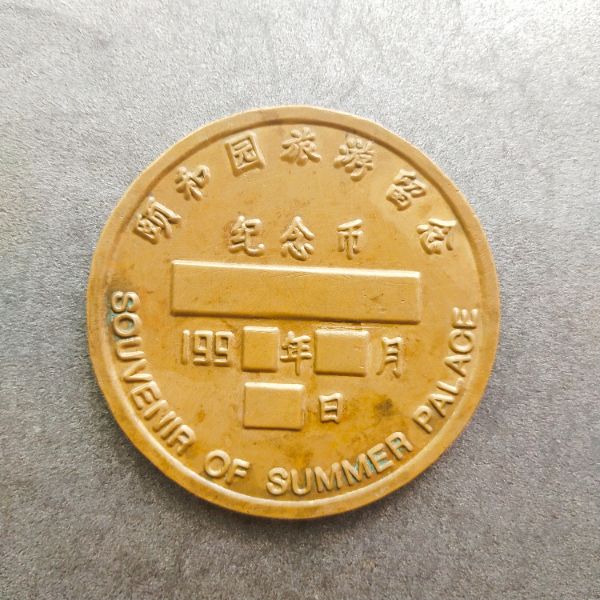 颐和园旅游留念
纪念币
199 年 月
日
SOUVENIR OF SUMMER PALACE